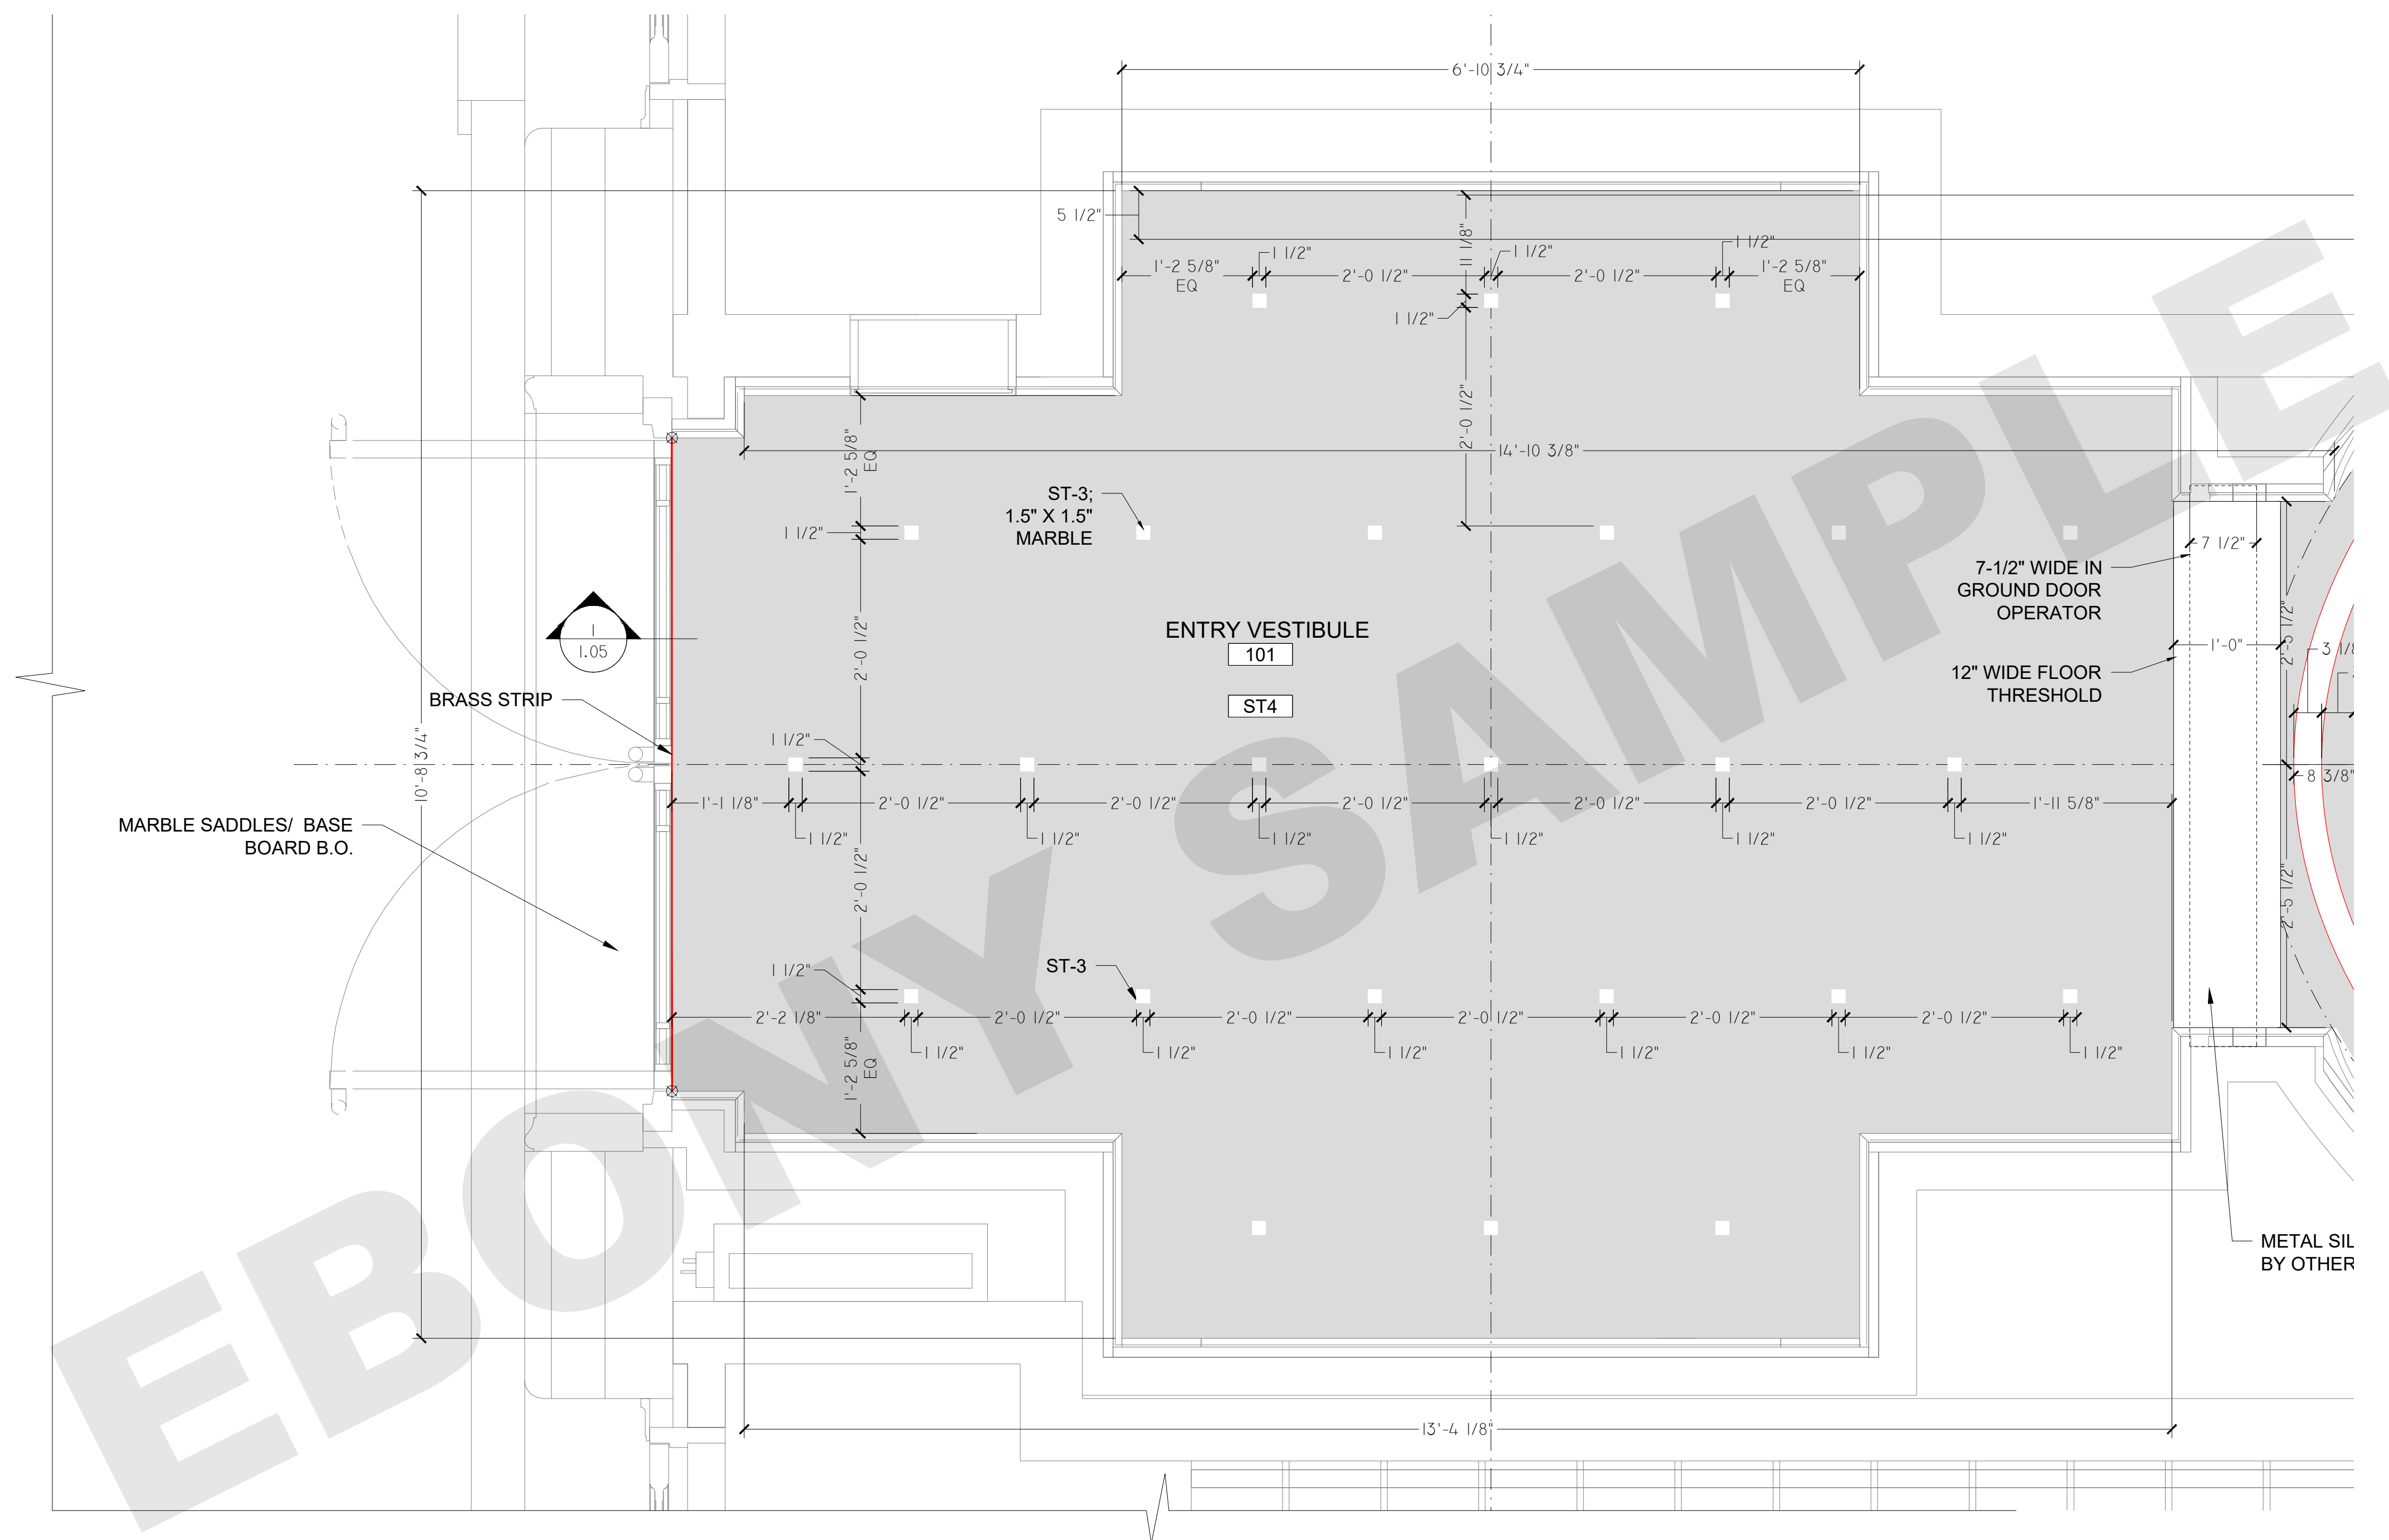 6'-10 3/4"
5 1/2"
11 1/8"
1 1/2"
1 1/2"
1 1/2"
1'-2 5/8"
EQ
2'-0 1/2"
2'-0 1/2"
1'-2 5/8"
EQ
1 1/2"
2'-0 1/2"
14'-10 3/8"
1'-2 5/8"
EQ
ST-3;
1.5" X 1.5"
MARBLE
1 1/2"
7 1/2"
7-1/2" WIDE IN
GROUND DOOR
OPERATOR
ENTRY VESTIBULE
101
1
1.05
2'-0 1/2"
1'-0"
2'-5 1/2"
12" WIDE FLOOR
THRESHOLD
BRASS STRIP
ST4
10'-8 3/4"
1 1/2"
8 3/8"
1'-1 1/8"
2'-0 1/2"
2'-0 1/2"
2'-0 1/2"
2'-0 1/2"
2'-0 1/2"
1'-11 5/8"
1 1/2"
1 1/2"
1 1/2"
1 1/2"
1 1/2"
1 1/2"
MARBLE SADDLES/ BASE
BOARD B.O.
2'-0 1/2"
2'-5 1/2"
1 1/2"
ST-3
2'-2 1/8"
2'-0 1/2"
2'-0 1/2"
2'-0 1/2"
2'-0 1/2"
2'-0 1/2"
1 1/2"
1 1/2"
1 1/2"
1 1/2"
1 1/2"
1 1/2"
1'-2 5/8"
EQ
METAL
BY
13'-4 1/8"
EBONY SAMPLE